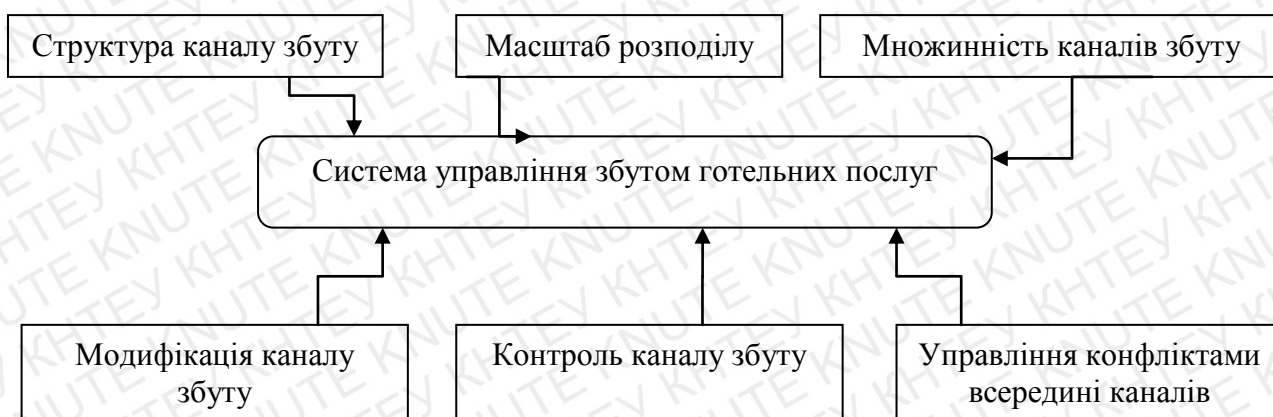 Структура каналу збуту
Масштаб розподілу
Множинність каналів збуту
Система управління збутом готельних послуг
Модифікація каналу
збуту
Контроль каналу збуту
Управління конфліктами
всередині каналів